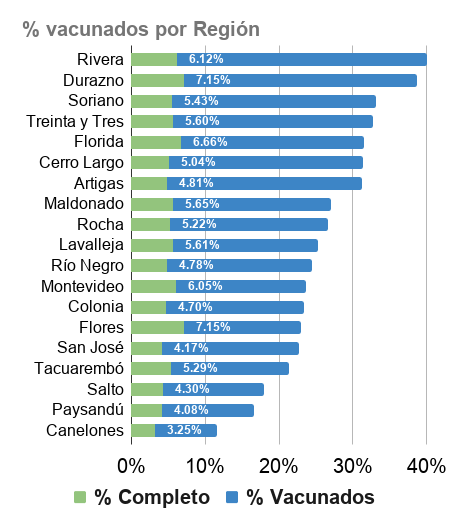 % vacunados por Región
Rivera 6.12%
Durazno 7.15%
Soriano 5.43%
Treinta y Tres 5.60%
Florida 6.66%
Cerro Largo 5.04%
Artigas 4.81%
Maldonado 5.65%
Rocha 5.22%
Lavalleja 5.61%
Río Negro 4.78%
Montevideo 6.05%
Colonia 4.70%
Flores 7.15%
San José 4.17%
Tacuarembó 5.29%
Salto 4.30%
Paysandú 4.08%
Canelones 3.25%
0% 10% 20% 30% 40%
% Completo % Vacunados